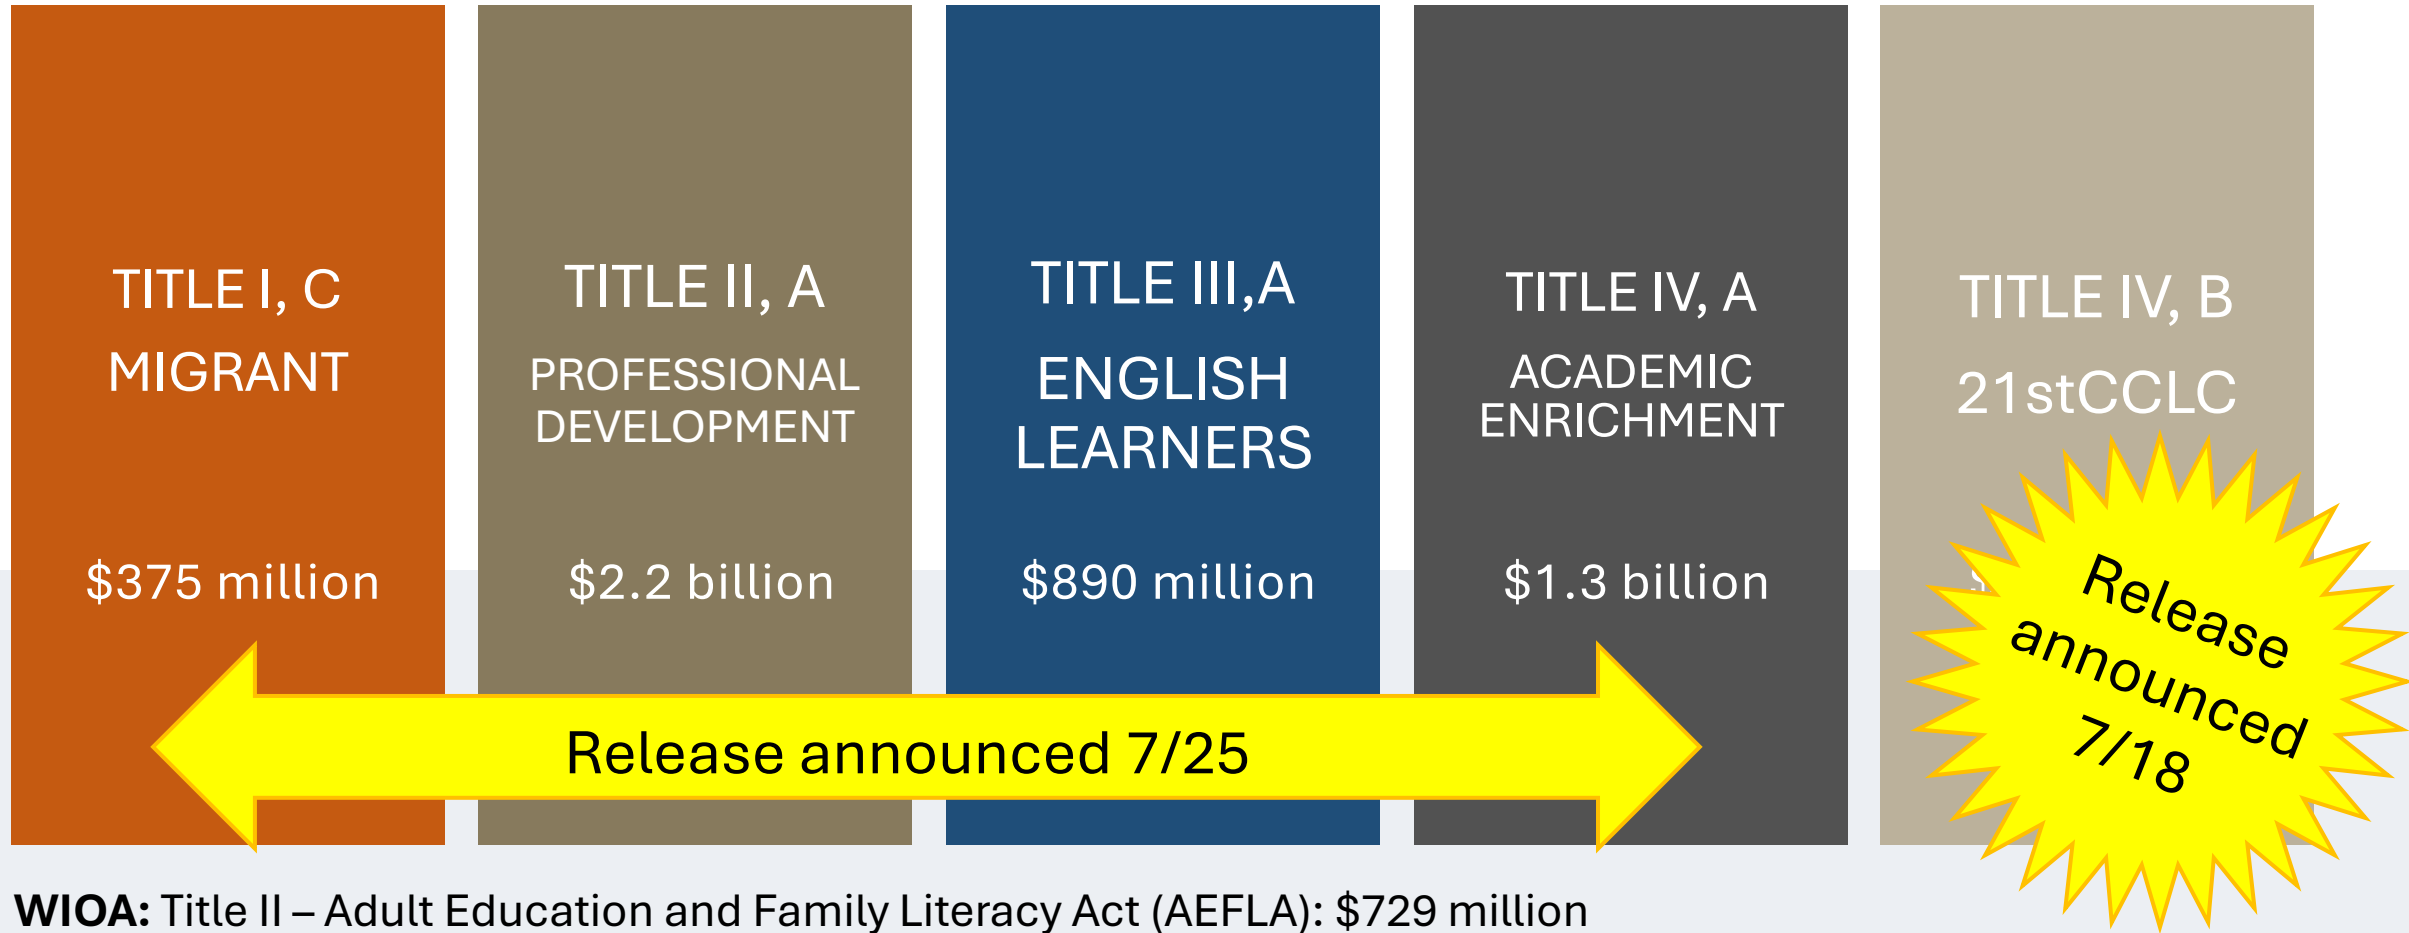 TITLE I, C
MIGRANT
$375 million
TITLE II, A
PROFESSIONAL
DEVELOPMENT
$2.2 billion
TITLE III,A
ENGLISH
LEARNERS
$890 million
TITLE IV, A
ACADEMIC
ENRICHMENT
$1.3 billion
TITLE IV, B
21stCCLC
Release
announced
7/18
Release announced 7/25
WIOA: Title II – Adult Education and Family Literacy Act (AEFLA): $729 million